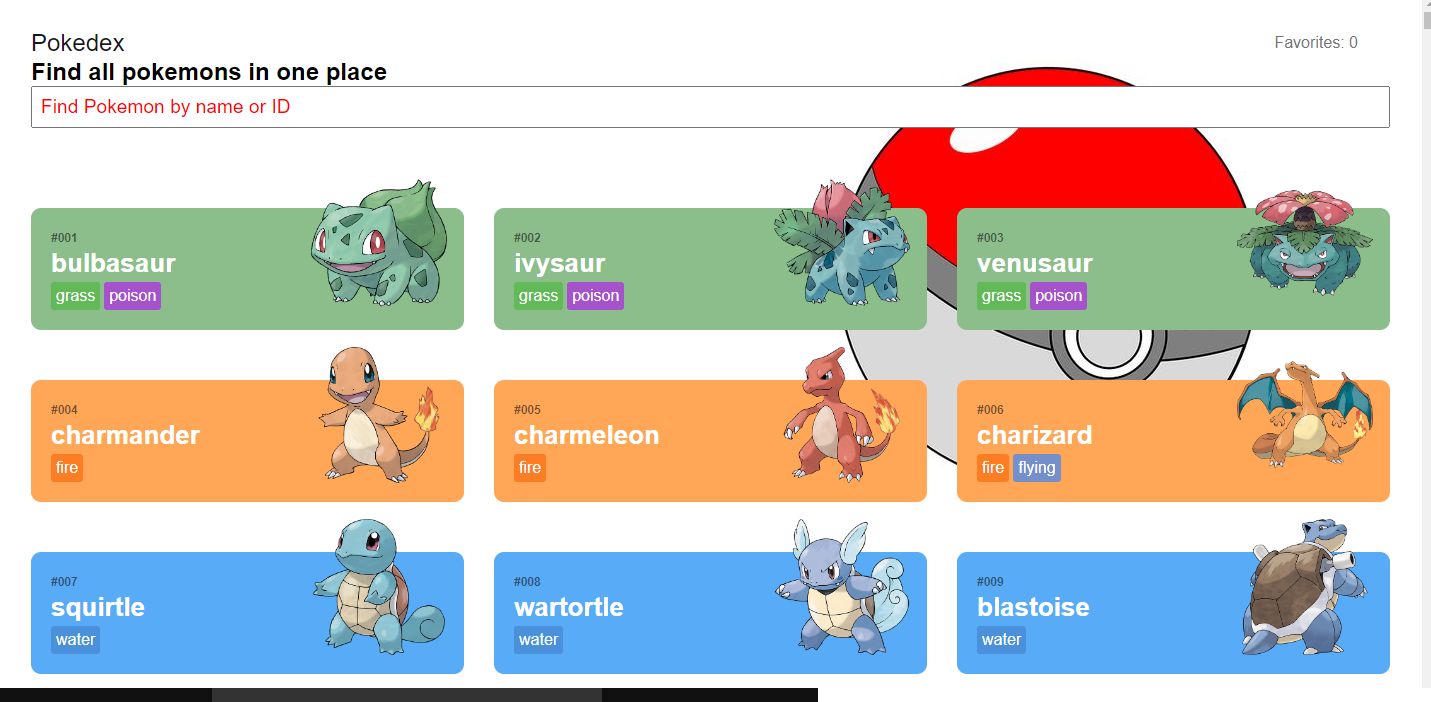 Pokedex
Favorites: 0
Find all pokemons in one place
Find Pokemon by name or ID
#001
bulbasaur
grass poison
#002
ivysaur
grass poison
#003
venusaur
grass poison
#004
charmander
fire
#005
charmeleon
fire
#006
charizard
fire flying
#007
squirtle
water
#008
wartortle
water
#009
blastoise
water